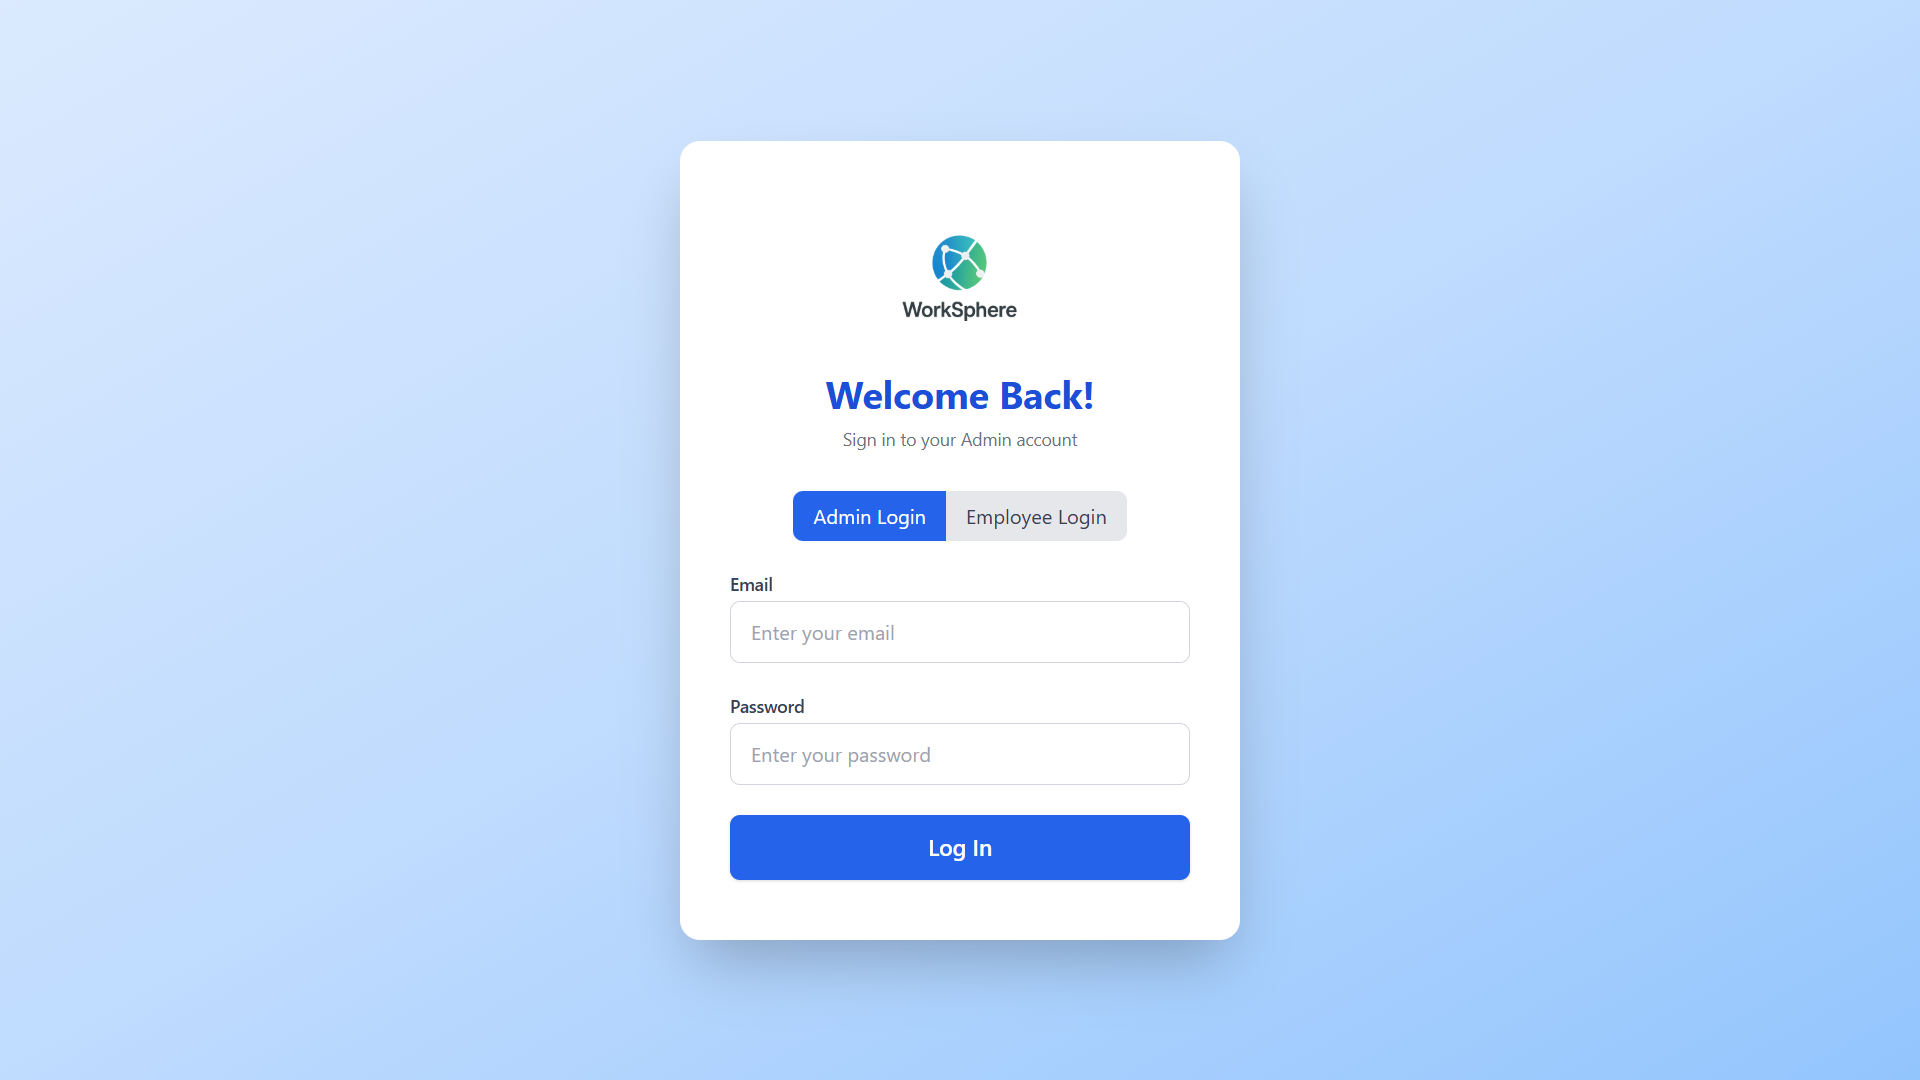 WorkSphere
Welcome Back!
Sign in to your Admin account
Admin Login Employee Login
Email
Enter your email
Password
Enter your password
Log In